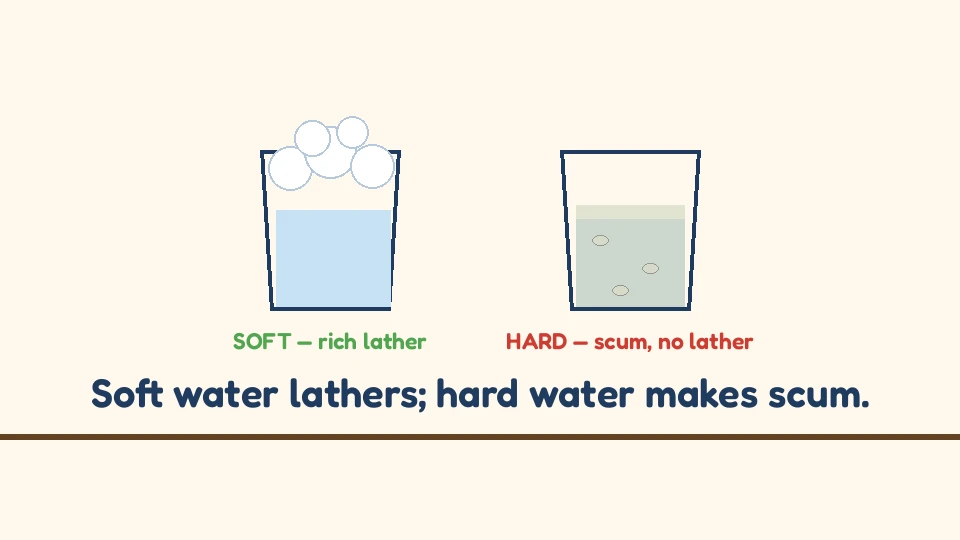 SOFT — rich lather
HARD — scum, no lather
Soft water lathers; hard water makes scum.